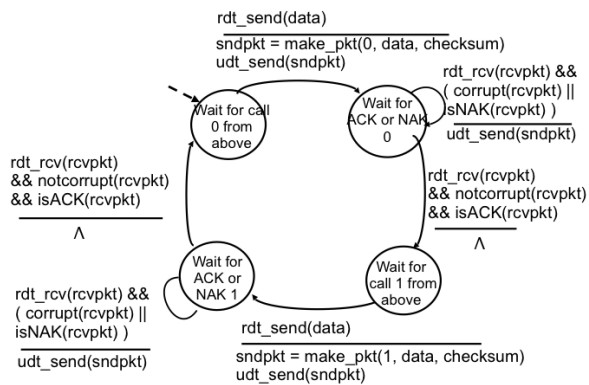 rdt_send(data)
sndpkt = make_pkt(0, data, checksum)
udt_send(sndpkt)
Wait for call
0 from
above
Wait for
ACK or NAK
0
rdt_rcv(rcvpkt) &&
( corrupt(rcvpkt) ||
isNAK(rcvpkt) )
udt_send(sndpkt)
rdt_rcv(rcvpkt)
&& notcorrupt(rcvpkt)
&& isACK(rcvpkt)
Λ
rdt_rcv(rcvpkt)
&& notcorrupt(rcvpkt)
&& isACK(rcvpkt)
Λ
Wait for
ACK or
NAK 1
Wait for
call 1 from
above
rdt_rcv(rcvpkt) &&
( corrupt(rcvpkt) ||
isNAK(rcvpkt) )
udt_send(sndpkt)
rdt_send(data)
sndpkt = make_pkt(1, data, checksum)
udt_send(sndpkt)